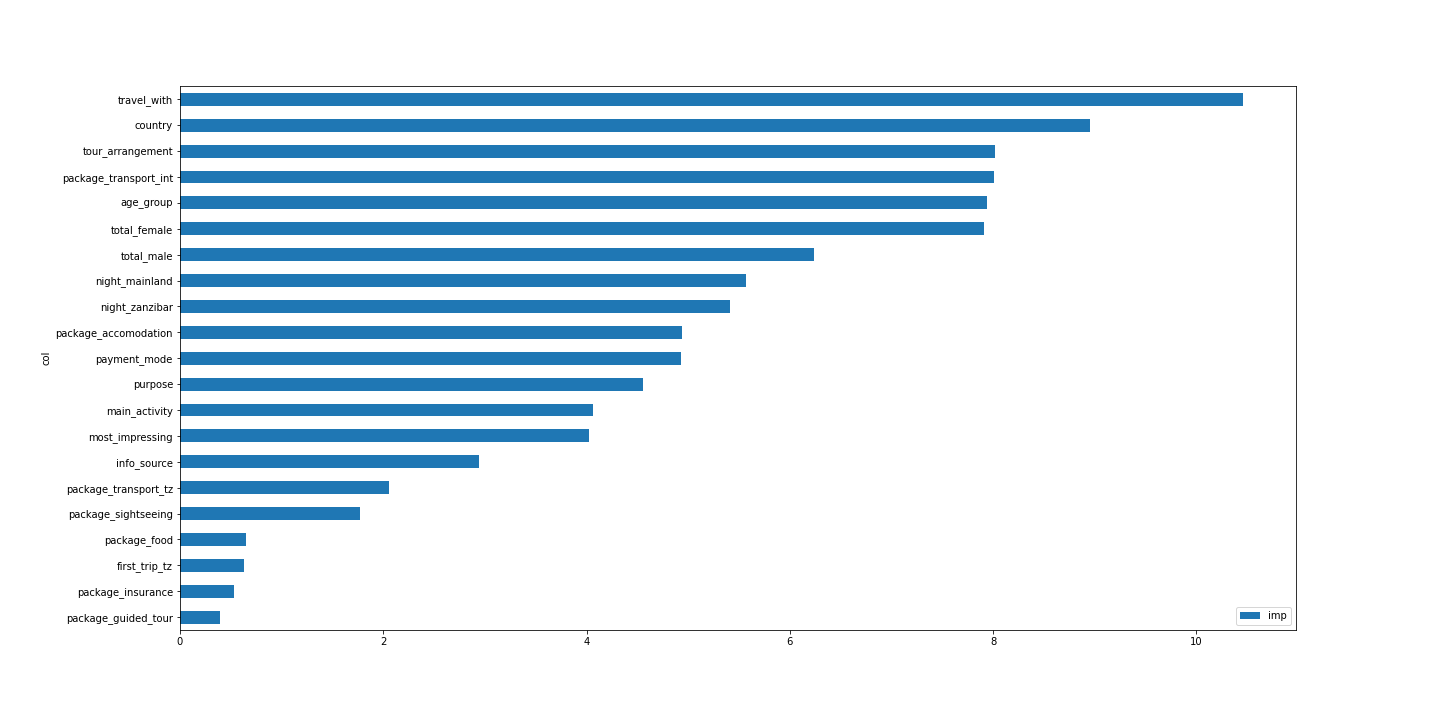 travel_with
country
tour_arrangement
package_transport_int
age_group
total_female
total_male
night_mainland
night_zanzibar
package_accomodation
payment_mode
purpose
main_activity
most_impressing
info_source
package_transport_tz
package_sightseeing
package_food
first_trip_tz
package_insurance
package_guided_tour
col
imp
0 2 4 6 8 10